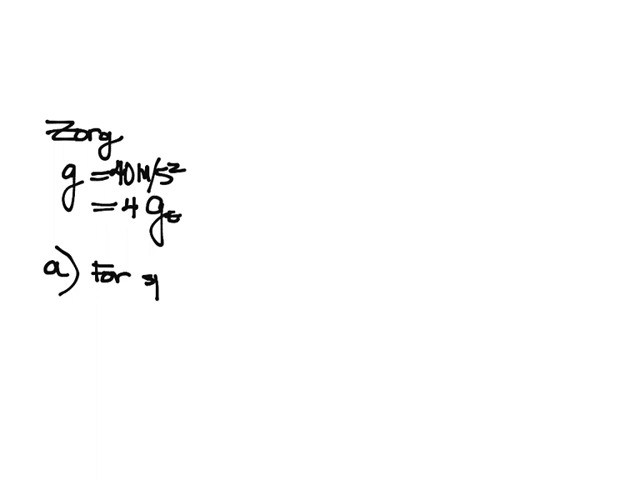 Zorg
g = 40 m/s²
= 4 gE
a) For